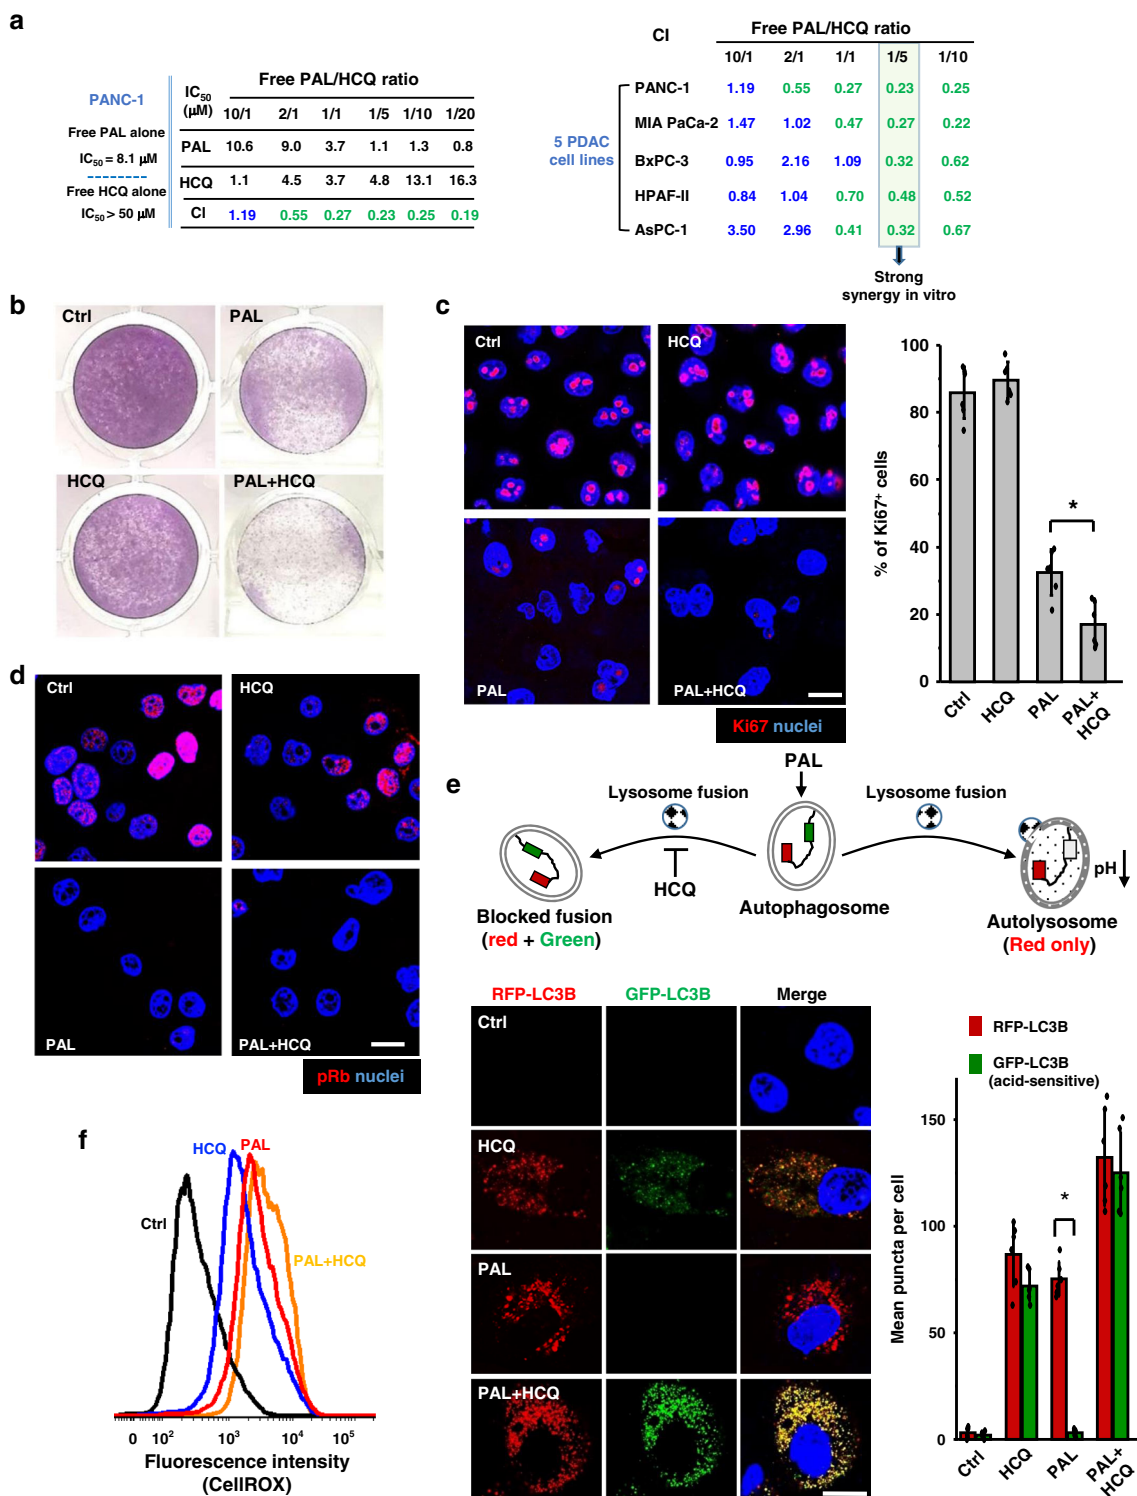 a
PANC-1
Free PAL alone
IC50 = 8.1 μM
Free HCQ alone
IC50 > 50 μM
IC50 (μM)
Free PAL/HCQ ratio
10/1 2/1 1/1 1/5 1/10 1/20
PAL 10.6 9.0 3.7 1.1 1.3 0.8
HCQ 1.1 4.5 3.7 4.8 13.1 16.3
CI 1.19 0.55 0.27 0.23 0.25 0.19
CI Free PAL/HCQ ratio
10/1 2/1 1/1 1/5 1/10
5 PDAC
cell lines
PANC-1 1.19 0.55 0.27 0.23 0.25
MIA PaCa-2 1.47 1.02 0.47 0.27 0.22
BxPC-3 0.95 2.16 1.09 0.32 0.62
HPAF-II 0.84 1.04 0.70 0.48 0.52
AsPC-1 3.50 2.96 0.41 0.32 0.67
Strong
synergy in vitro
b
Ctrl PAL
HCQ PAL+HCQ
c
Ctrl HCQ
PAL PAL+HCQ
Ki67 nuclei
% of Ki67+ cells
100
80
60
40
20
0
Ctrl HCQ PAL PAL+ HCQ
*
d
Ctrl HCQ
PAL PAL+HCQ
pRb nuclei
e
PAL
Lysosome fusion Lysosome fusion
HCQ
pH
Blocked fusion
(red + Green)
Autophagosome
Autolysosome
(Red only)
RFP-LC3B GFP-LC3B Merge
Ctrl
HCQ
PAL
PAL+HCQ
RFP-LC3B
GFP-LC3B
(acid-sensitive)
Mean puncta per cell
150
100
50
0
*
Ctrl HCQ PAL PAL+ HCQ
f
HCQ PAL
Ctrl
PAL+HCQ
0 10² 10³ 10⁴ 10⁵
Fluorescence intensity
(CellROX)